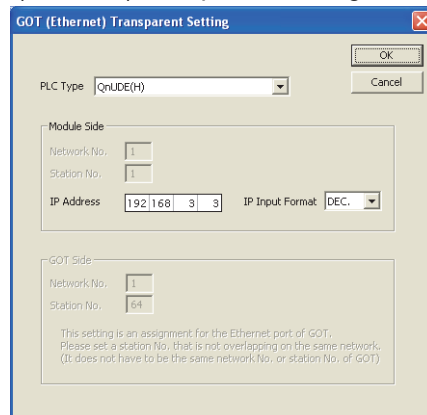 GOT (Ethernet) Transparent Setting
OK
PLC Type QnUDE(H) Cancel
Module Side
Network No. 1
Station No. 1
IP Address 192 168 3 3 IP Input Format DEC.
GOT Side
Network No. 1
Station No. 64
This setting is an assignment for the Ethernet port of GOT.
Please set a station No. that is not overlapping on the same network.
(It does not have to be the same network No. or station No. of GOT)